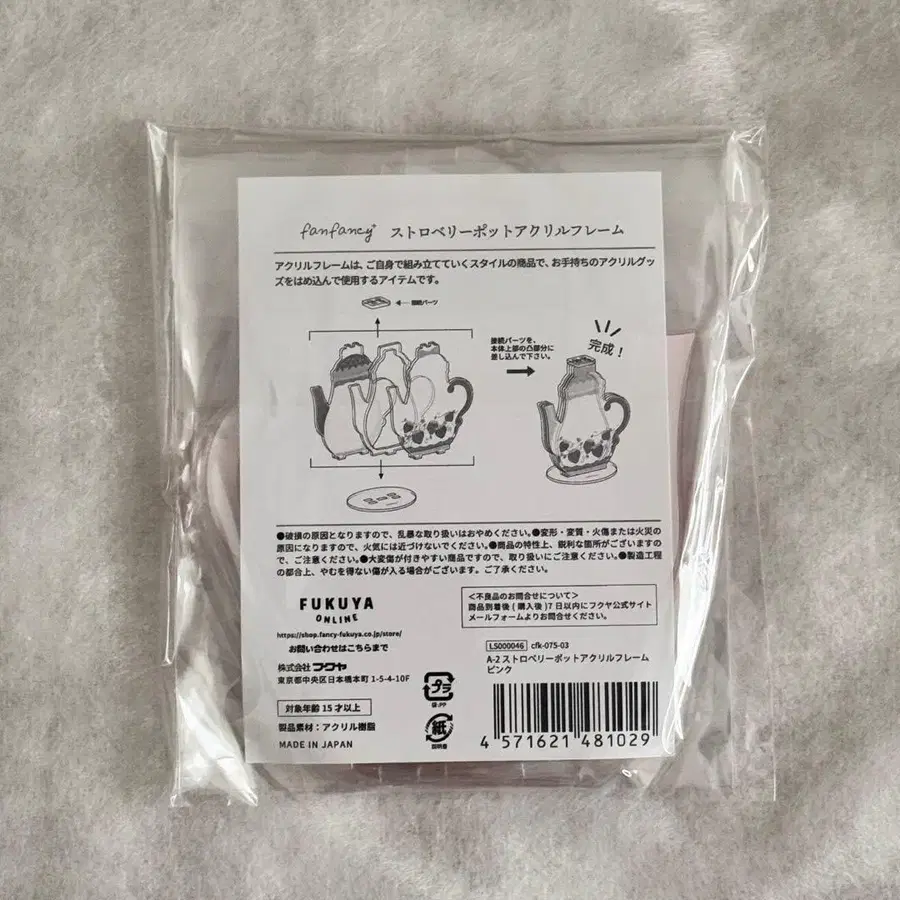 fanfancy+ ストロベリーポットアクリルフレーム
アクリルフレームは、ご自身で組み立てていくスタイルの商品で、お手持ちのアクリルグッ
ズをはめ込んで使用するアイテムです。
接続パーツ
接続パーツを、
本体上部の凸部分に
差し込んで下さい。
完成！
●破損の原因となりますので、乱暴な取り扱いはおやめください。●変形・変質・火傷または火災の
原因になりますので、火気には近づけないでください。●商品の特性上、鋭利な箇所がございますの
で、ご注意ください。●大変傷が付きやすい商品ですので、取り扱いにご注意ください。●製造工程
の都合上、やむを得ない傷が入る場合がございます。ご了承ください。
FUKUYA
ONLINE
https://shop.fancy-fukuya.co.jp/store/
お問い合わせはこちらまで
株式会社フクヤ
東京都中央区日本橋本町 1-5-4-10F
対象年齢 15 才以上
製品素材：アクリル樹脂
MADE IN JAPAN
プラ
袋:PP
紙
説明書
＜不良品のお問合せについて＞
商品到着後 ( 購入後 ) 7 日以内にフクヤ公式サイト
メールフォームよりお問合せください。
LS000046 cfk-075-03
A-2 ストロベリーポットアクリルフレーム
ピンク
4 571621 481029